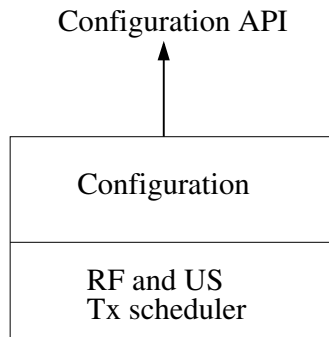 Configuration API
Configuration
RF and US
Tx scheduler